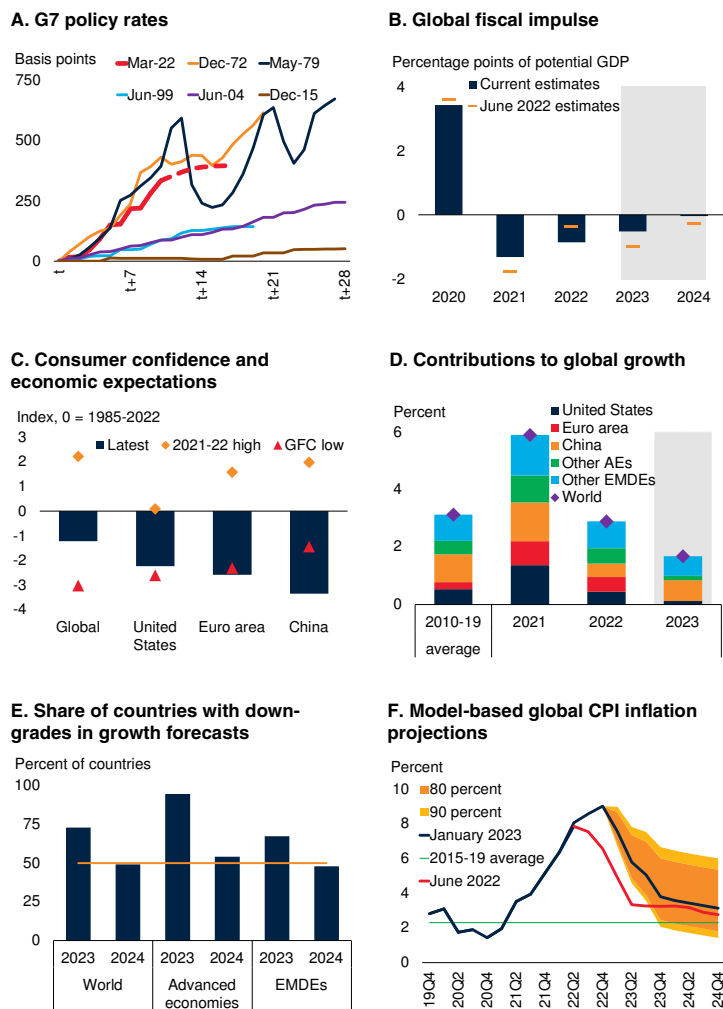 A. G7 policy rates
Basis points
750
500
250
0
Mar-22 Dec-72 May-79
Jun-99 Jun-04 Dec-15
t
t+7
t+14
t+21
t+28
B. Global fiscal impulse
Percentage points of potential GDP
4
2
0
-2
Current estimates
June 2022 estimates
2020 2021 2022 2023 2024
C. Consumer confidence and
economic expectations
Index, 0 = 1985-2022
3
2
1
0
-1
-2
-3
-4
Latest 2021-22 high GFC low
Global United Euro area China
States
D. Contributions to global growth
Percent
6
4
2
0
United States
Euro area
China
Other AEs
Other EMDEs
World
2010-19 2021 2022 2023
average
E. Share of countries with down-
grades in growth forecasts
Percent of countries
100
75
50
25
0
2023 2024 2023 2024 2023 2024
World Advanced EMDEs
economies
F. Model-based global CPI inflation
projections
Percent
10
8
6
4
2
0
80 percent
90 percent
January 2023
2015-19 average
June 2022
19Q4
20Q2
20Q4
21Q2
21Q4
22Q2
22Q4
23Q2
23Q4
24Q2
24Q4